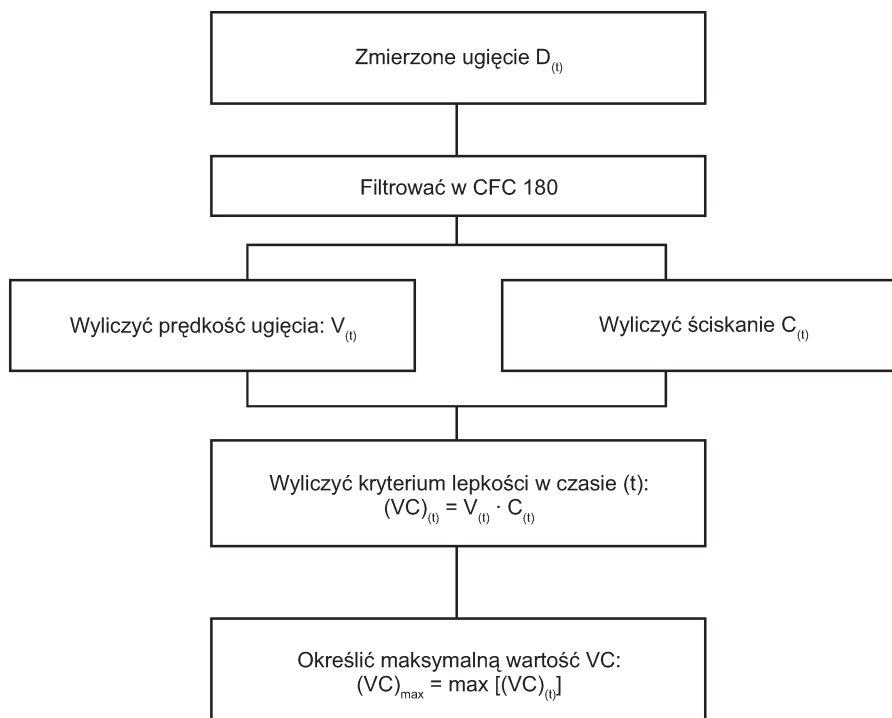 Zmierzone ugięcie D(t)
Filtrować w CFC 180
Wyliczyć prędkość ugięcia: V(t)
Wyliczyć ściskanie C(t)
Wyliczyć kryterium lepkości w czasie (t):
(VC)(t) = V(t) · C(t)
Określić maksymalną wartość VC:
(VC)max = max [(VC)(t)]